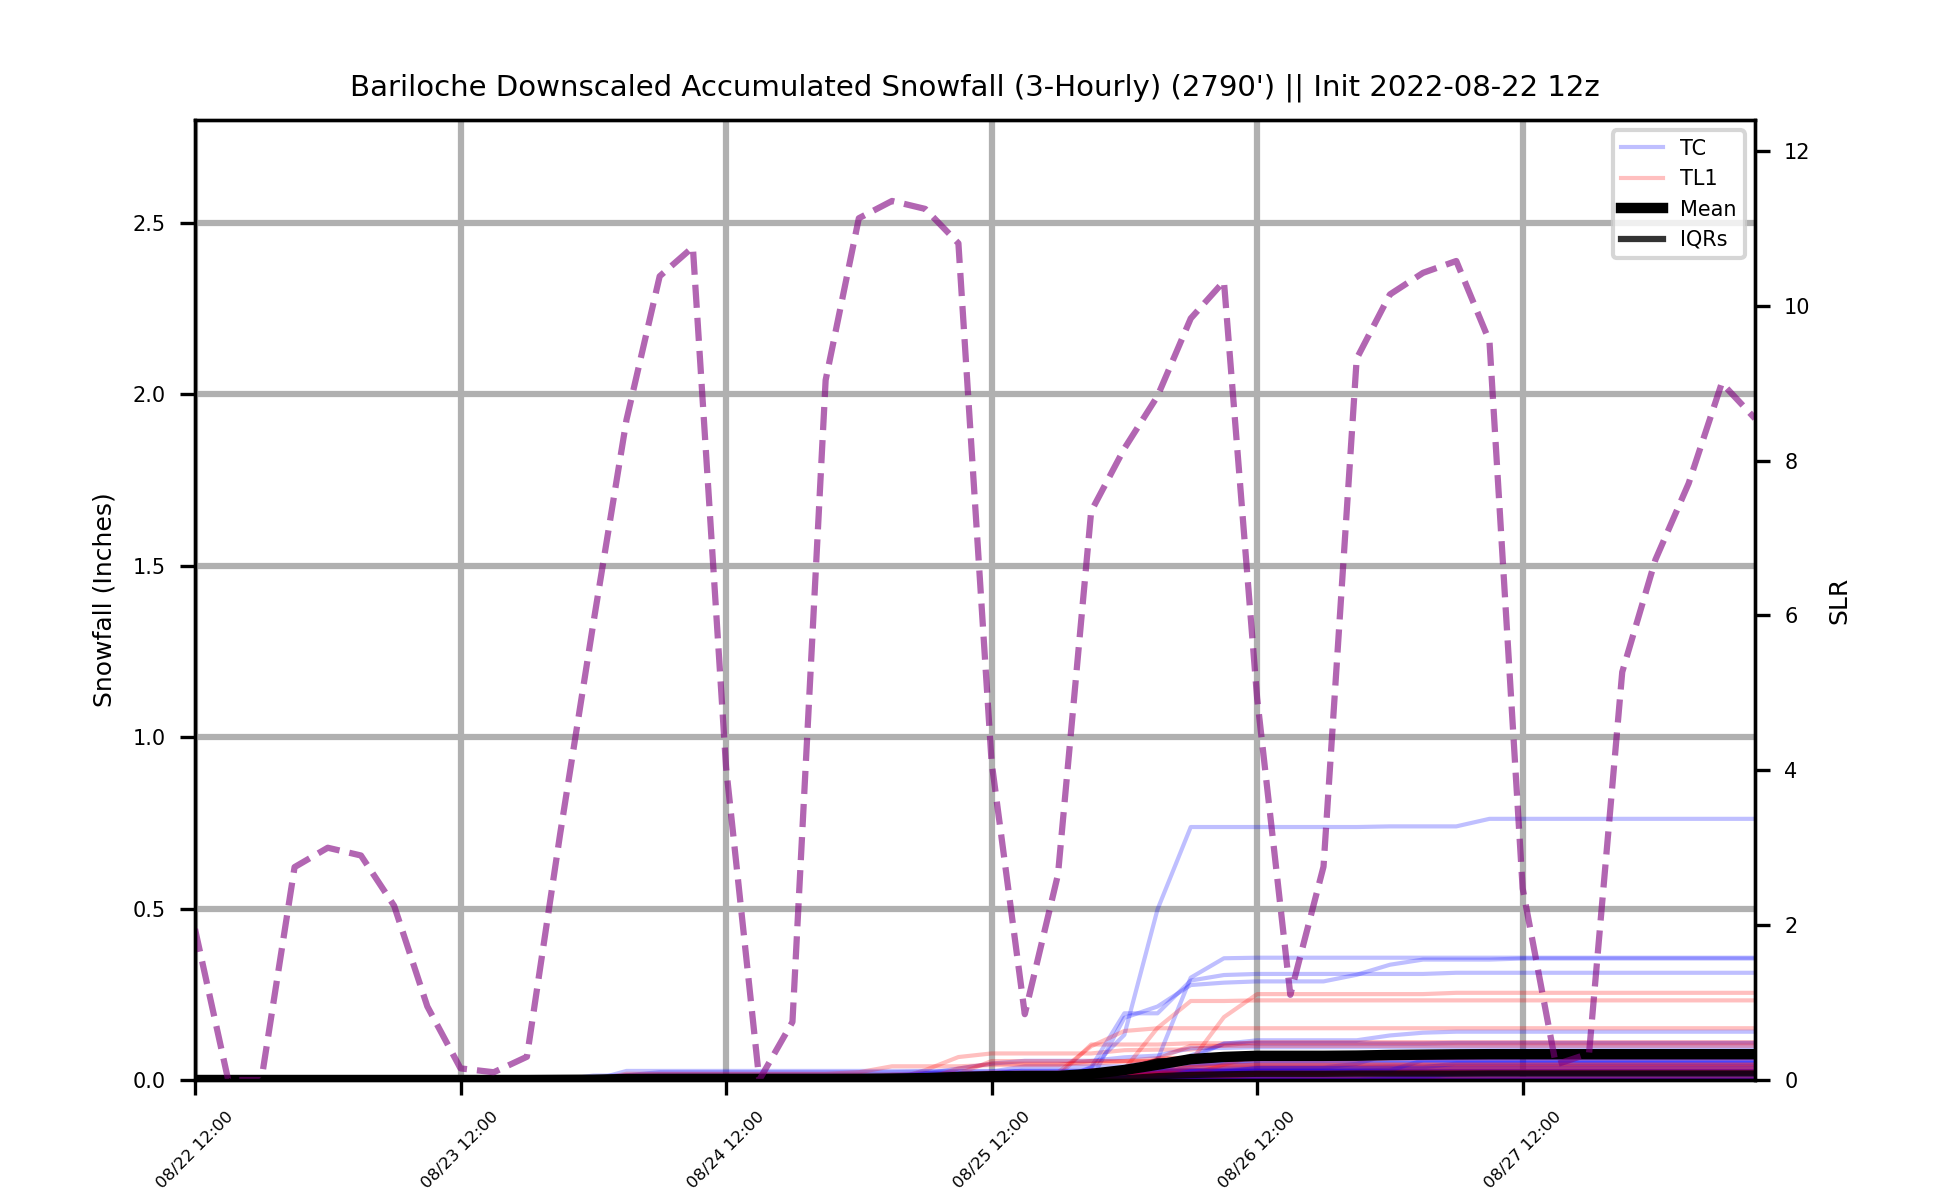 Bariloche Downscaled Accumulated Snowfall (3-Hourly) (2790') || Init 2022-08-22 12z
TC
TL1
Mean
IQRs
Snowfall (Inches)
2.5
2.0
1.5
1.0
0.5
0.0
12
10
8
6
4
2
0
SLR
08/22 12:00
08/23 12:00
08/24 12:00
08/25 12:00
08/26 12:00
08/27 12:00